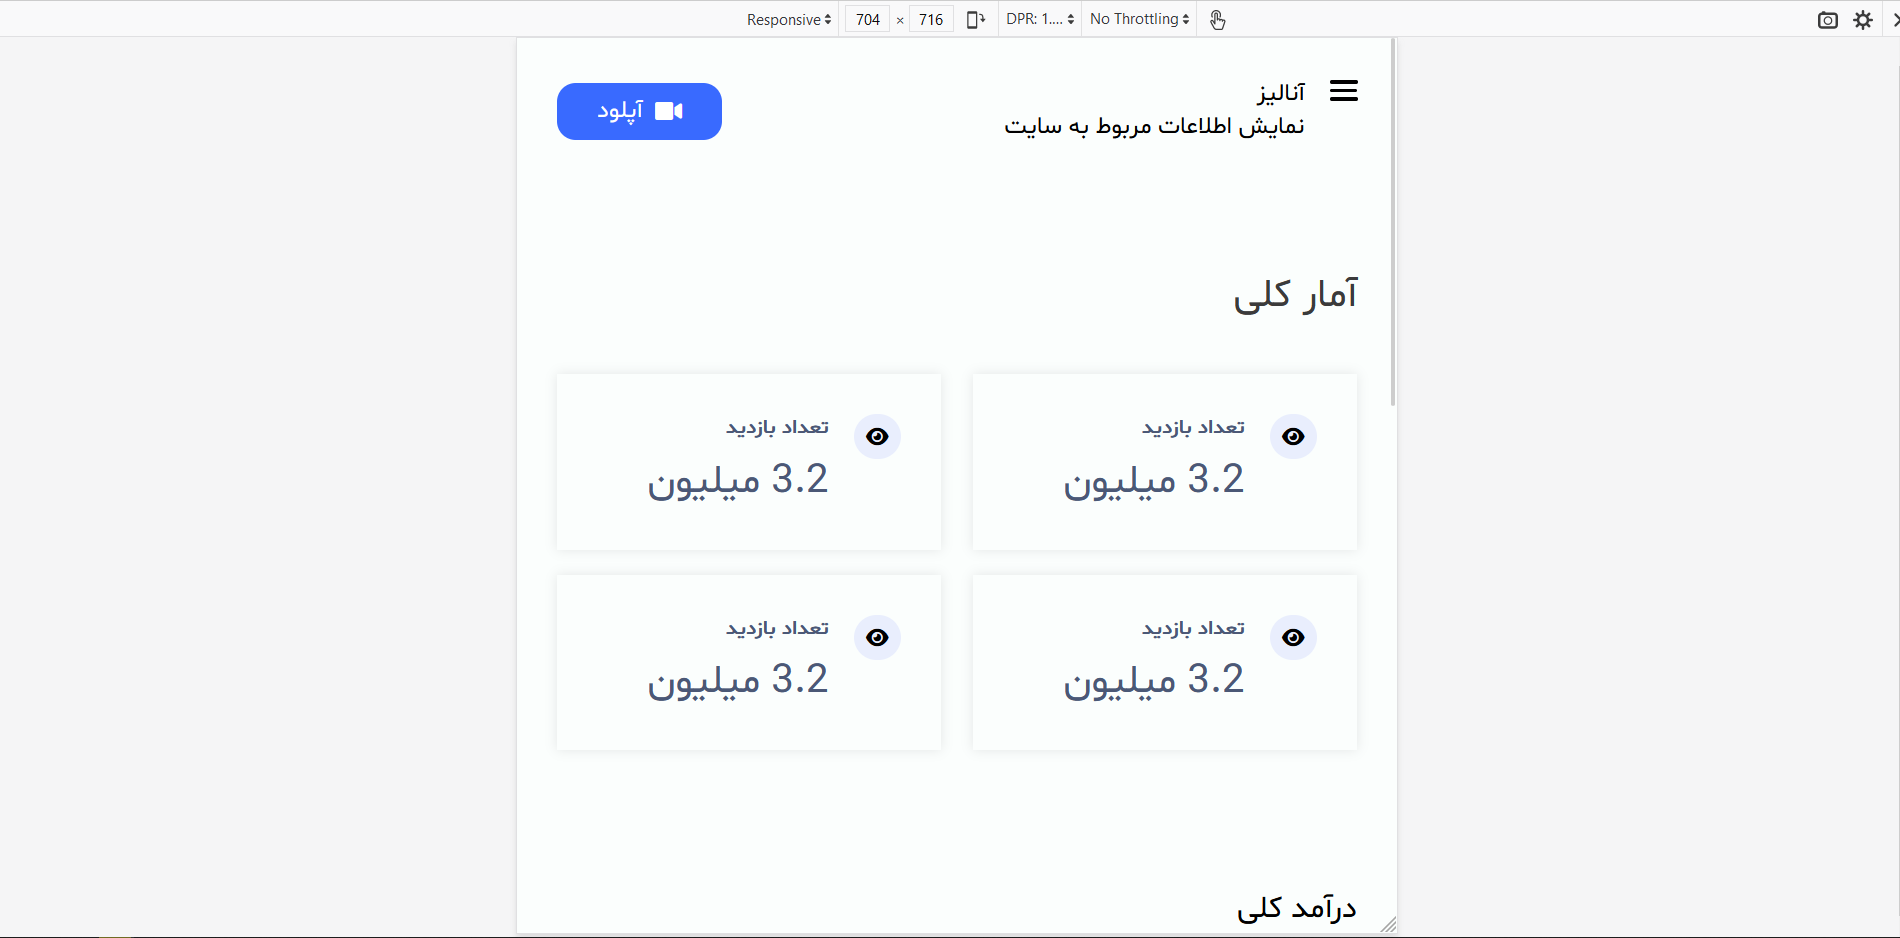 Responsive 704 × 716 DPR: 1.... No Throttling
آنالیز
نمایش اطلاعات مربوط به سایت
آپلود
آمار کلی
تعداد بازدید
3.2 میلیون
تعداد بازدید
3.2 میلیون
تعداد بازدید
3.2 میلیون
تعداد بازدید
3.2 میلیون
درآمد کلی